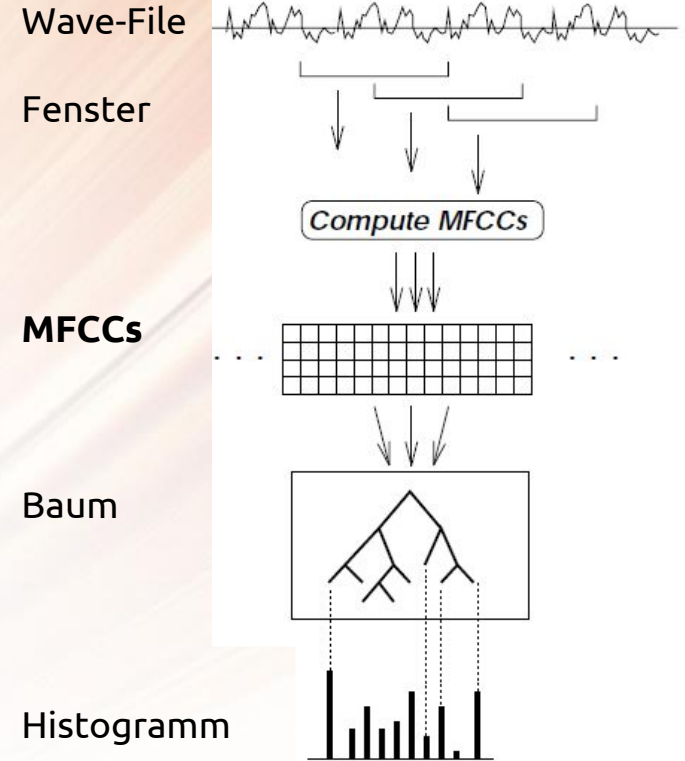 Wave-File
Fenster
Compute MFCCs
MFCCs
. . .
. . .
Baum
Histogramm